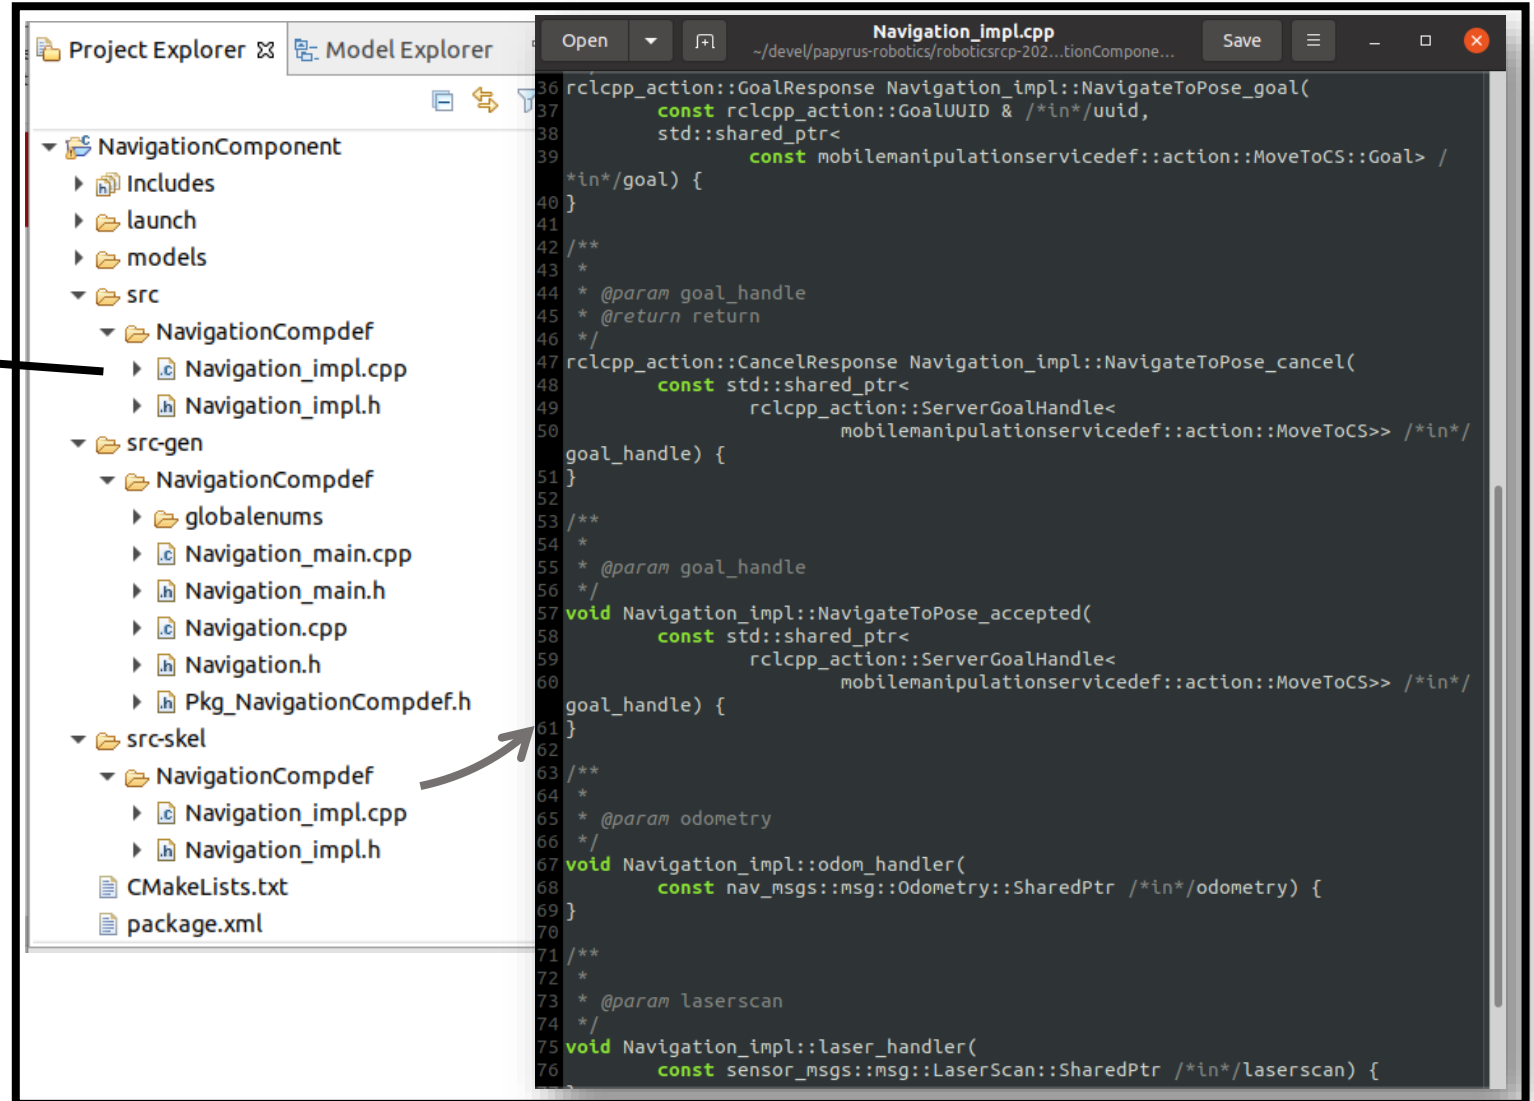 Project Explorer
Model Explorer
NavigationComponent
Includes
launch
models
src
NavigationCompdef
Navigation_impl.cpp
Navigation_impl.h
src-gen
NavigationCompdef
globalenums
Navigation_main.cpp
Navigation_main.h
Navigation.cpp
Navigation.h
Pkg_NavigationCompdef.h
src-skel
NavigationCompdef
Navigation_impl.cpp
Navigation_impl.h
CMakeLists.txt
package.xml
Open
Navigation_impl.cpp
~/devel/papyrus-robotics/roboticsrcp-202...tionCompone...
Save
36 rclcpp_action::GoalResponse Navigation_impl::NavigateToPose_goal(
37 const rclcpp_action::GoalUUID & /*in*/uuid,
38 std::shared_ptr<
39 const mobilemanipulationservicedef::action::MoveToCS::Goal> /
*in*/goal) {
40 }
41
42 /**
43 *
44 * @param goal_handle
45 * @return return
46 */
47 rclcpp_action::CancelResponse Navigation_impl::NavigateToPose_cancel(
48 const std::shared_ptr<
49 rclcpp_action::ServerGoalHandle<
50 mobilemanipulationservicedef::action::MoveToCS>> /*in*/
goal_handle) {
51 }
52
53 /**
54 *
55 * @param goal_handle
56 */
57 void Navigation_impl::NavigateToPose_accepted(
58 const std::shared_ptr<
59 rclcpp_action::ServerGoalHandle<
60 mobilemanipulationservicedef::action::MoveToCS>> /*in*/
goal_handle) {
61 }
62
63 /**
64 *
65 * @param odometry
66 */
67 void Navigation_impl::odom_handler(
68 const nav_msgs::msg::Odometry::SharedPtr /*in*/odometry) {
69 }
70
71 /**
72 *
73 * @param laserscan
74 */
75 void Navigation_impl::laser_handler(
76 const sensor_msgs::msg::LaserScan::SharedPtr /*in*/laserscan) {